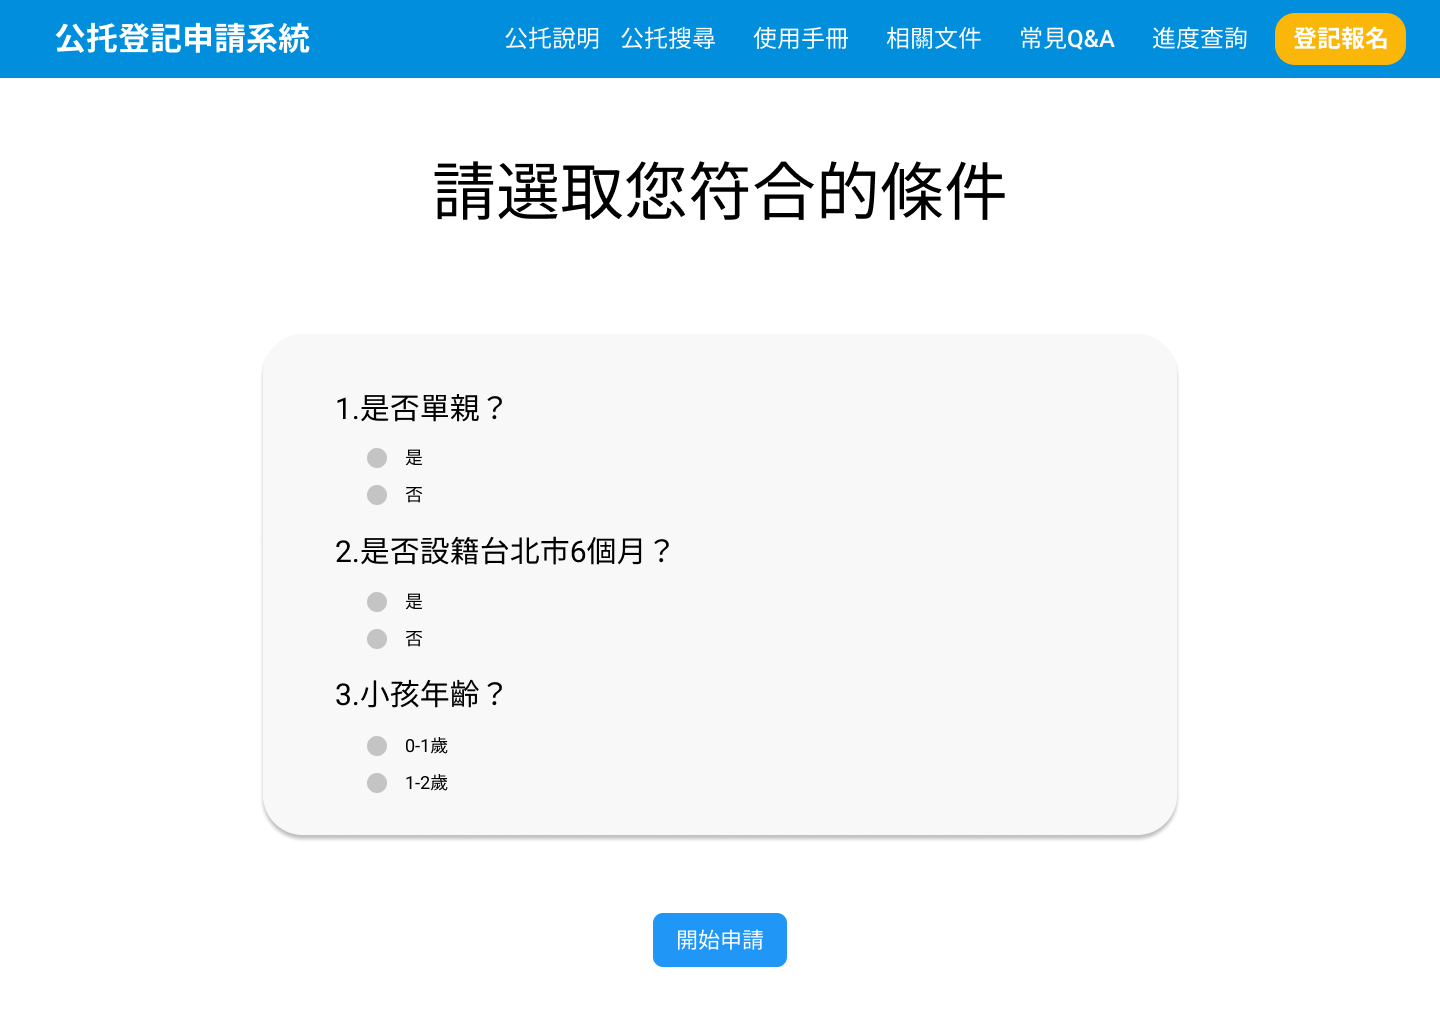 公托登記申請系統 公托說明 公托搜尋 使用手冊 相關文件 常見Q&A 進度查詢 登記報名
請選取您符合的條件
1.是否單親？
是
否
2.是否設籍台北市6個月？
是
否
3.小孩年齡？
0-1歲
1-2歲
開始申請